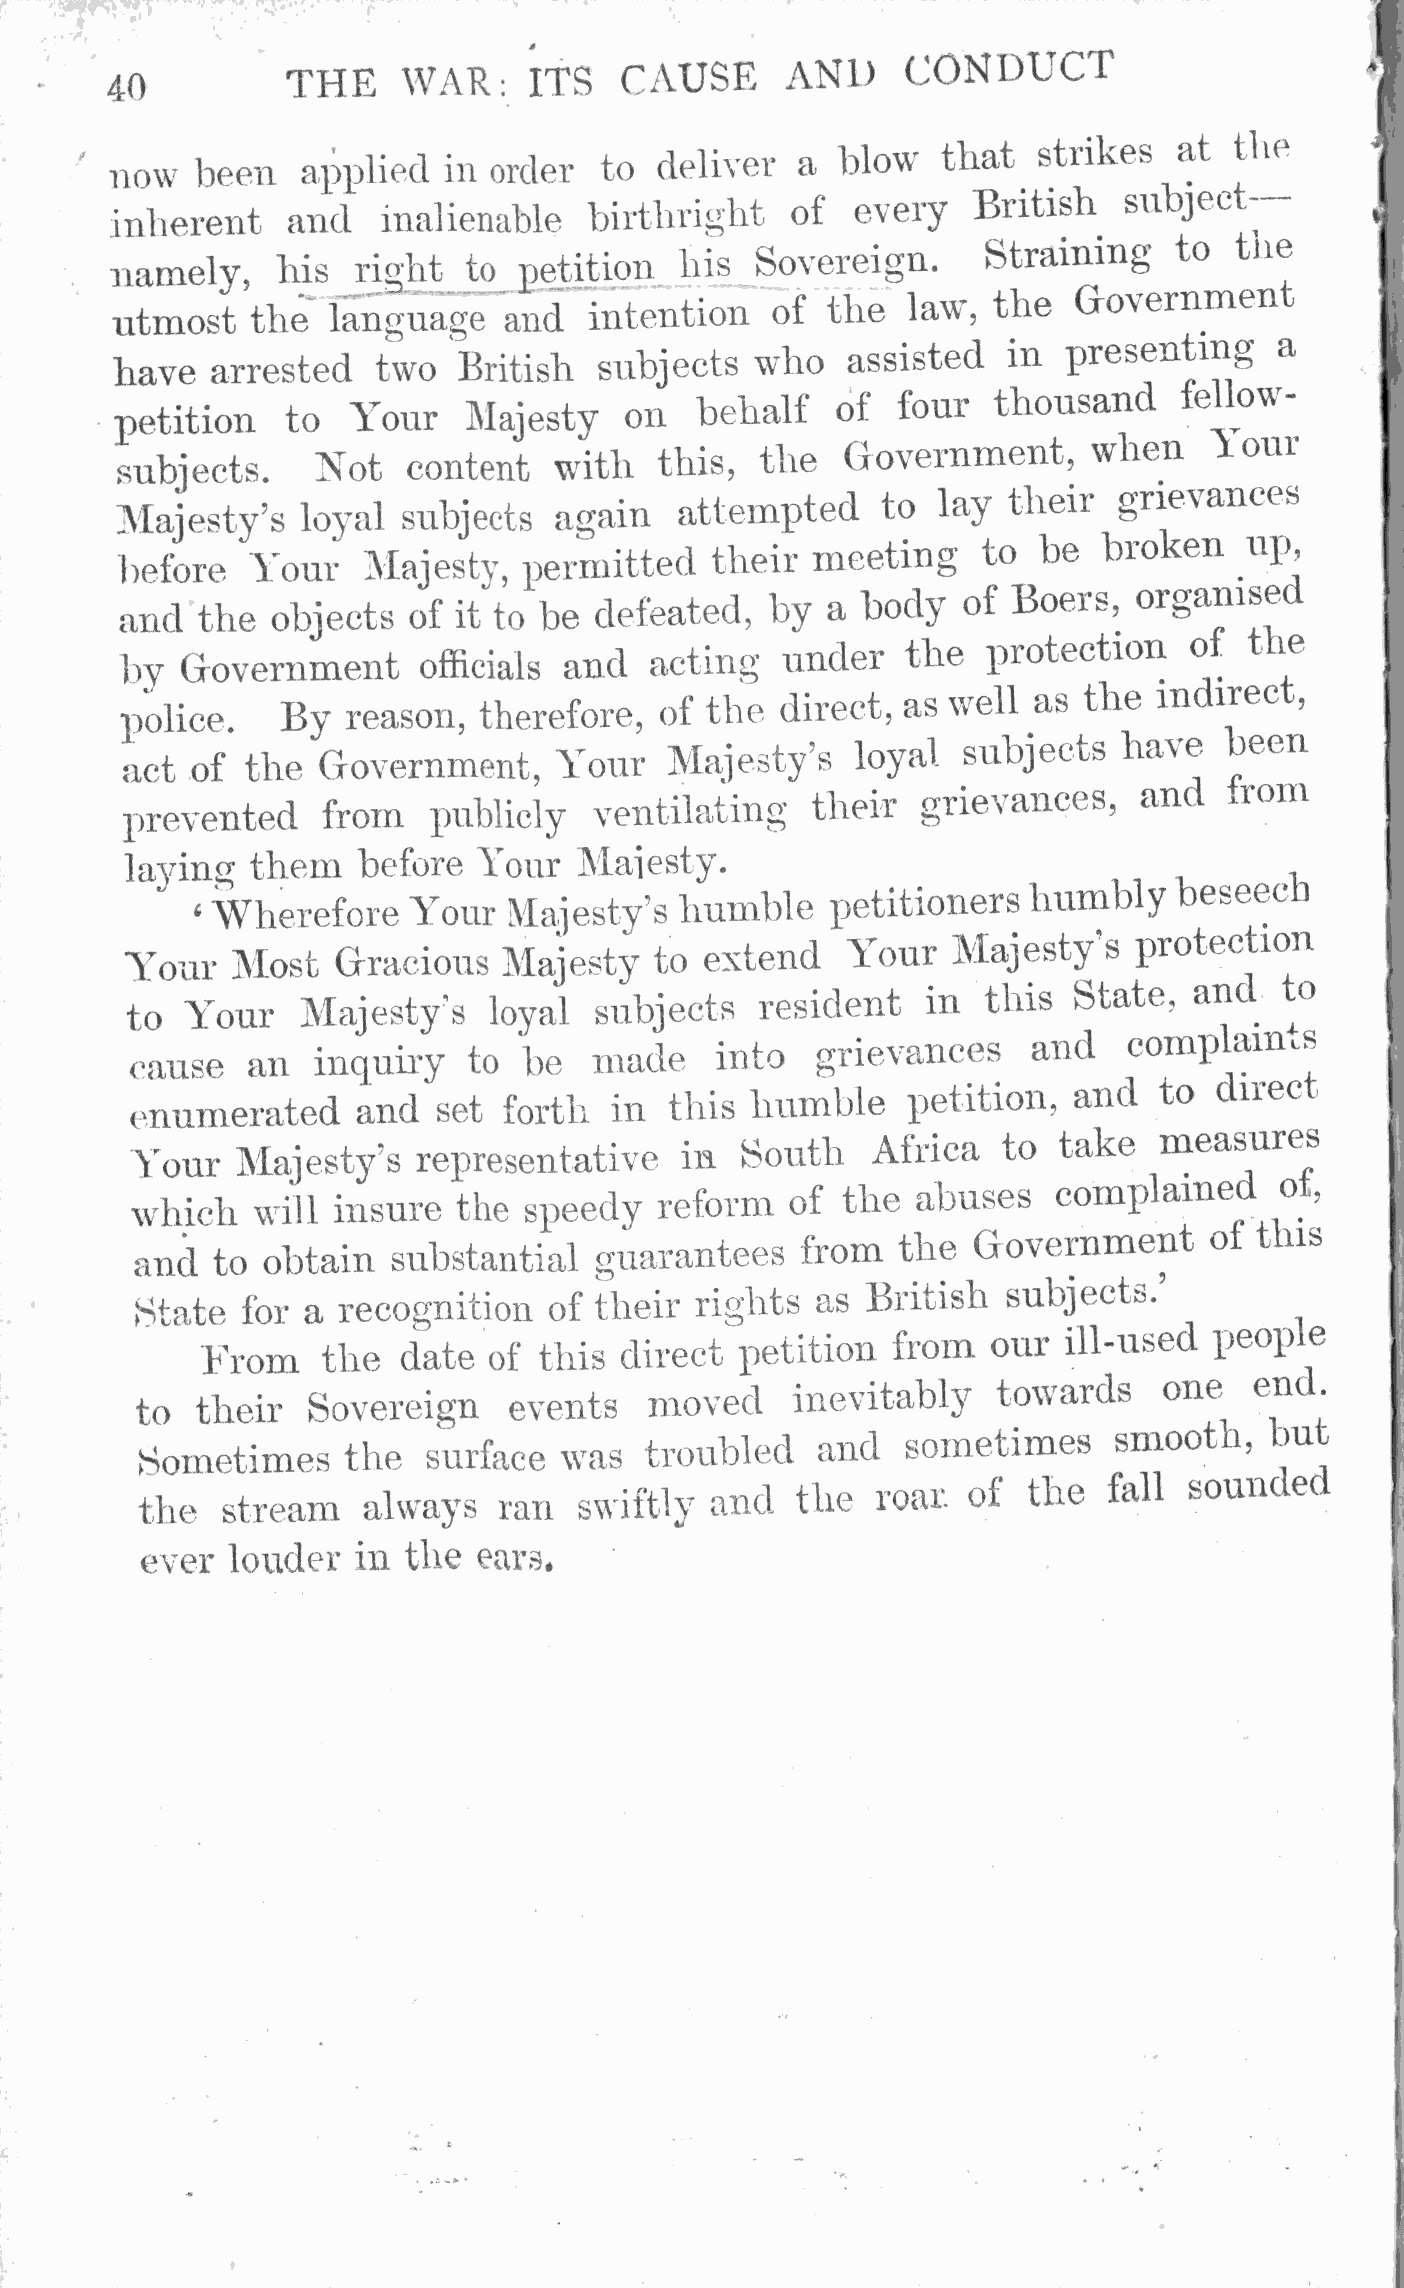 40 THE WAR: ITS CAUSE AND CONDUCT
now been applied in order to deliver a blow that strikes at the
inherent and inalienable birthright of every British subject—
namely, his right to petition his Sovereign. Straining to the
utmost the language and intention of the law, the Government
have arrested two British subjects who assisted in presenting a
petition to Your Majesty on behalf of four thousand fellow-
subjects. Not content with this, the Government, when Your
Majesty's loyal subjects again attempted to lay their grievances
before Your Majesty, permitted their meeting to be broken up,
and the objects of it to be defeated, by a body of Boers, organised
by Government officials and acting under the protection of the
police. By reason, therefore, of the direct, as well as the indirect,
act of the Government, Your Majesty's loyal subjects have been
prevented from publicly ventilating their grievances, and from
laying them before Your Majesty.
‘Wherefore Your Majesty's humble petitioners humbly beseech
Your Most Gracious Majesty to extend Your Majesty's protection
to Your Majesty's loyal subjects resident in this State, and to
cause an inquiry to be made into grievances and complaints
enumerated and set forth in this humble petition, and to direct
Your Majesty's representative in South Africa to take measures
which will insure the speedy reform of the abuses complained of,
and to obtain substantial guarantees from the Government of this
State for a recognition of their rights as British subjects.’
From the date of this direct petition from our ill-used people
to their Sovereign events moved inevitably towards one end.
Sometimes the surface was troubled and sometimes smooth, but
the stream always ran swiftly and the roar of the fall sounded
ever louder in the ears.